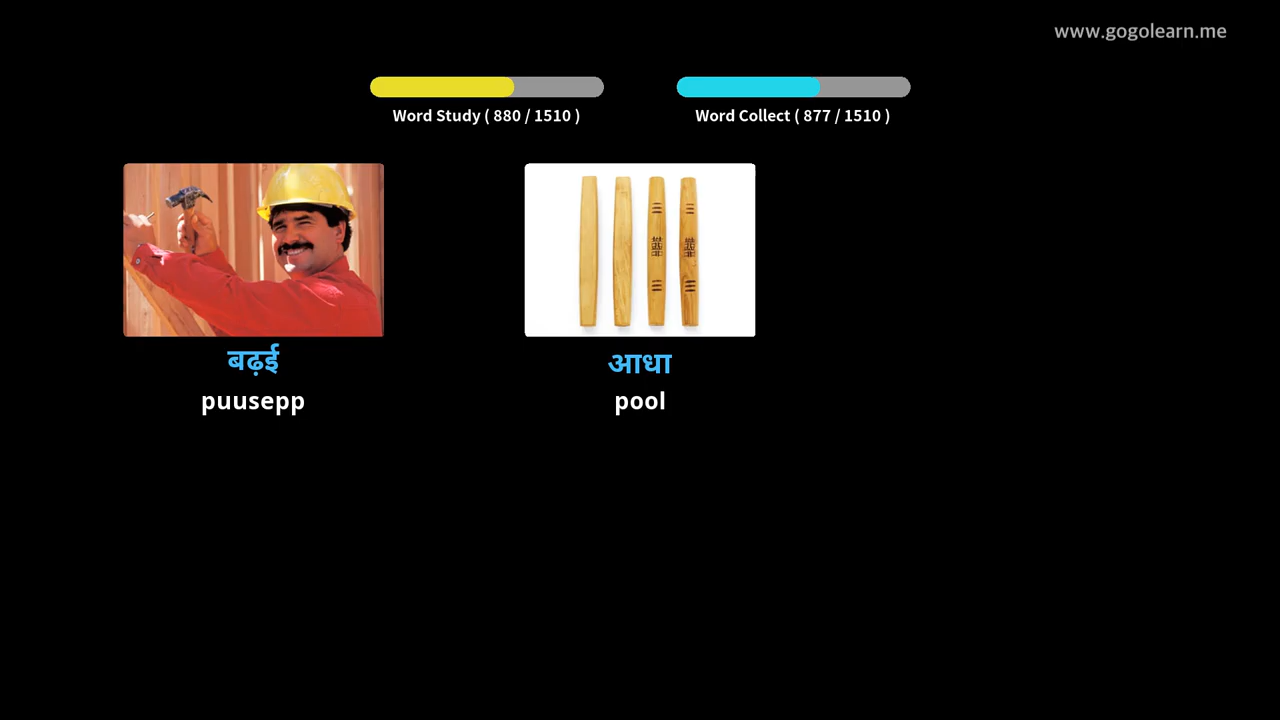 www.gogolearn.me
Word Study ( 880 / 1510 )
Word Collect ( 877 / 1510 )
बढ़ई
आधा
puusepp
pool